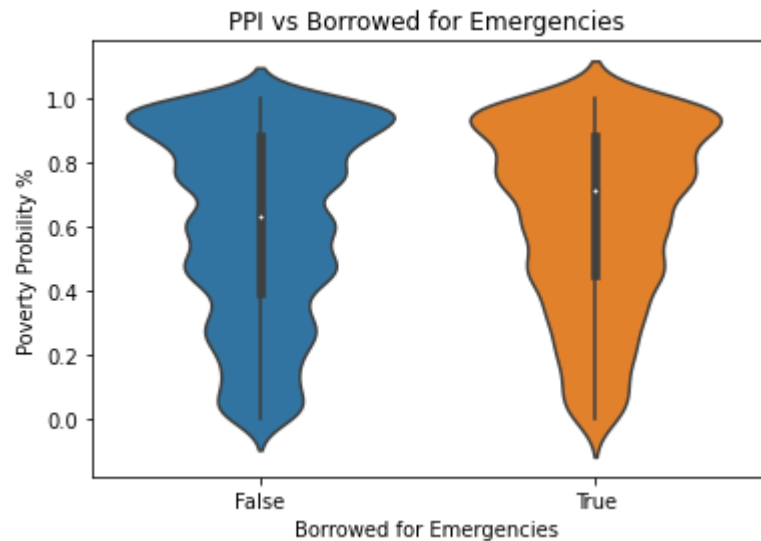 PPI vs Borrowed for Emergencies
Poverty Probility %
1.0
0.8
0.6
0.4
0.2
0.0
False True
Borrowed for Emergencies